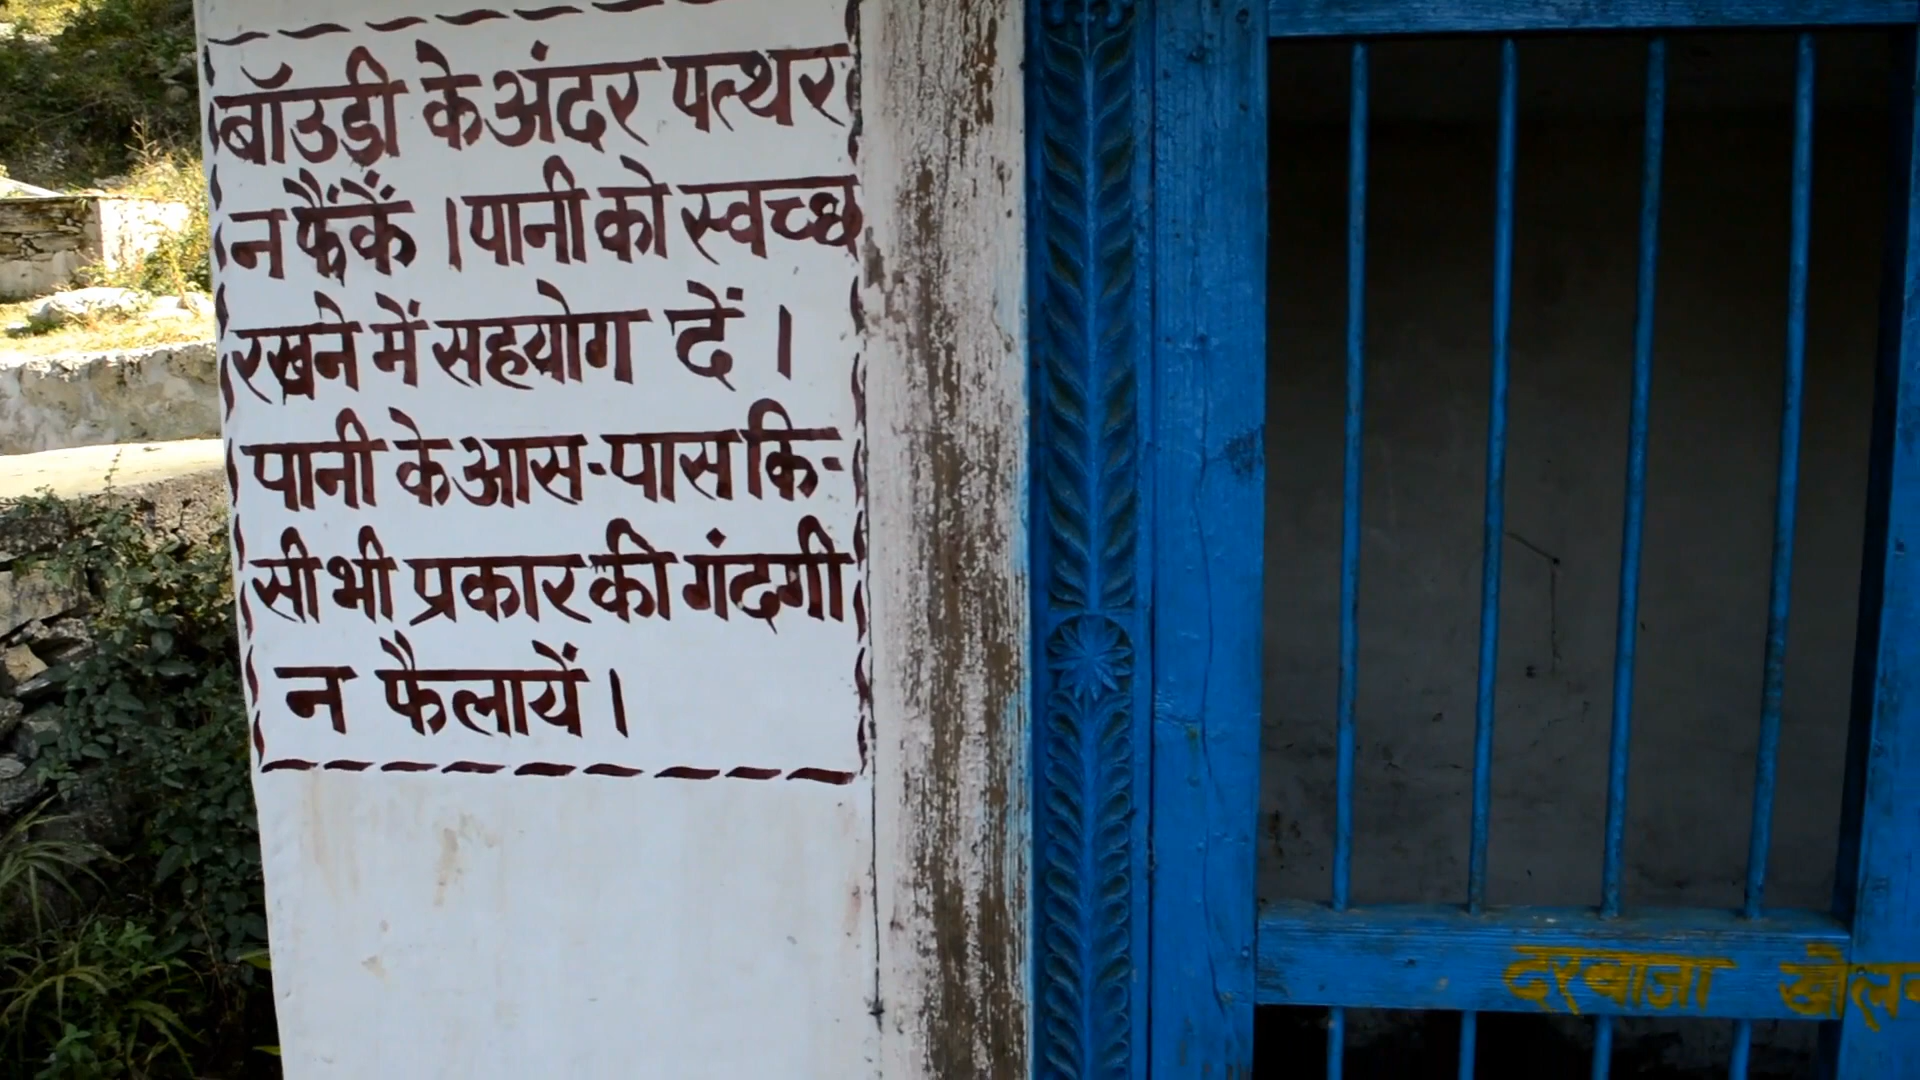 बॉउड़ी के अंदर पत्थर
न फैंकैं । पानी को स्वच्छ
रखने में सहयोग दें ।
पानी के आस-पास कि-
सी भी प्रकार की गंदगी
न फैलायें ।
दरवाजा